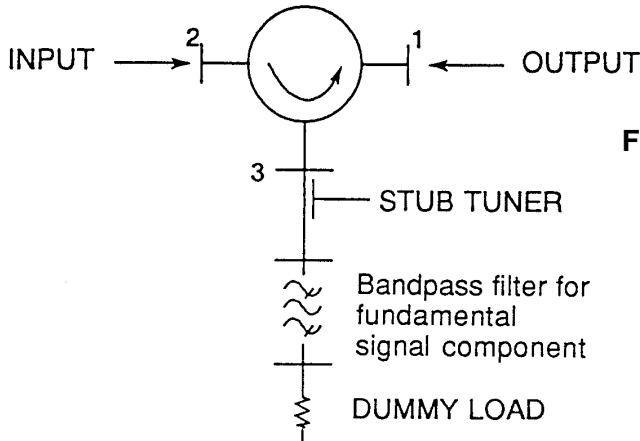 2
1
INPUT
OUTPUT
F
3
STUB TUNER
Bandpass filter for
fundamental
signal component
DUMMY LOAD